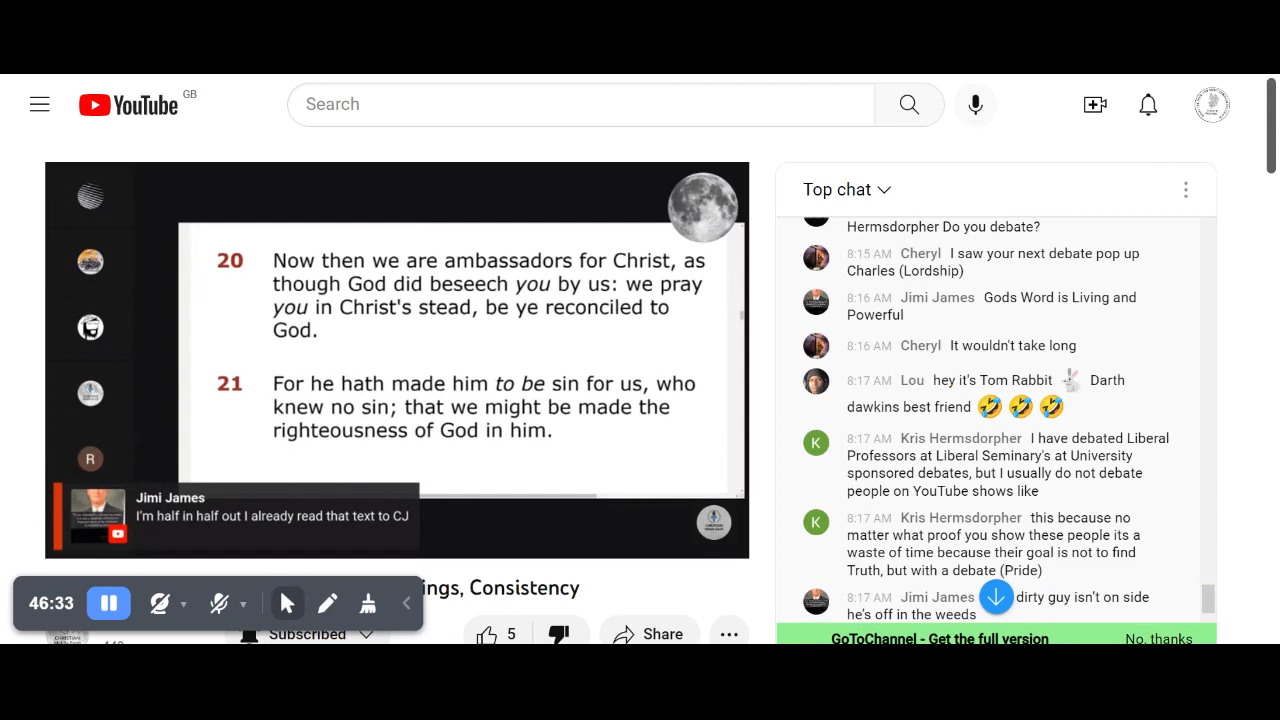 YouTube
GB
Search
20 Now then we are ambassadors for Christ, as
though God did beseech you by us: we pray
you in Christ's stead, be ye reconciled to
God.
21 For he hath made him to be sin for us, who
knew no sin; that we might be made the
righteousness of God in him.
R
Jimi James
I'm half in half out I already read that text to CJ
ings, Consistency
46:33
Subscribed
5
Share
Top chat
Hermsdorpher Do you debate?
8:15 AM Cheryl I saw your next debate pop up
Charles (Lordship)
8:16 AM Jimi James Gods Word is Living and
Powerful
8:16 AM Cheryl It wouldn't take long
8:17 AM Lou hey it's Tom Rabbit 🐇 Darth
dawkins best friend 🤣 🤣 🤣
K
8:17 AM Kris Hermsdorpher I have debated Liberal
Professors at Liberal Seminary's at University
sponsored debates, but I usually do not debate
people on YouTube shows like
K
8:17 AM Kris Hermsdorpher this because no
matter what proof you show these people its a
waste of time because their goal is not to find
Truth, but with a debate (Pride)
8:17 AM Jimi James dirty guy isn't on side
he's off in the weeds
GoToChannel - Get the full version
No, thanks